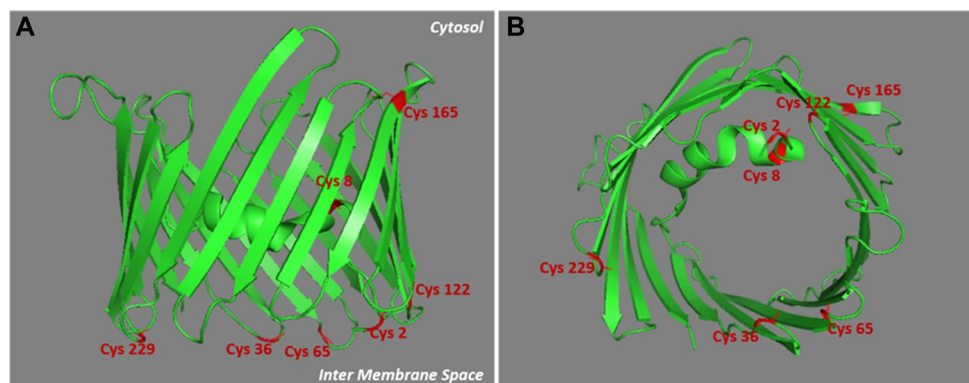 A
Cytosol
Cys 165
Cys 8
Cys 122
Cys 229
Cys 36
Cys 65
Cys 2
Inter Membrane Space
B
Cys 122
Cys 165
Cys 2
Cys 8
Cys 229
Cys 36
Cys 65